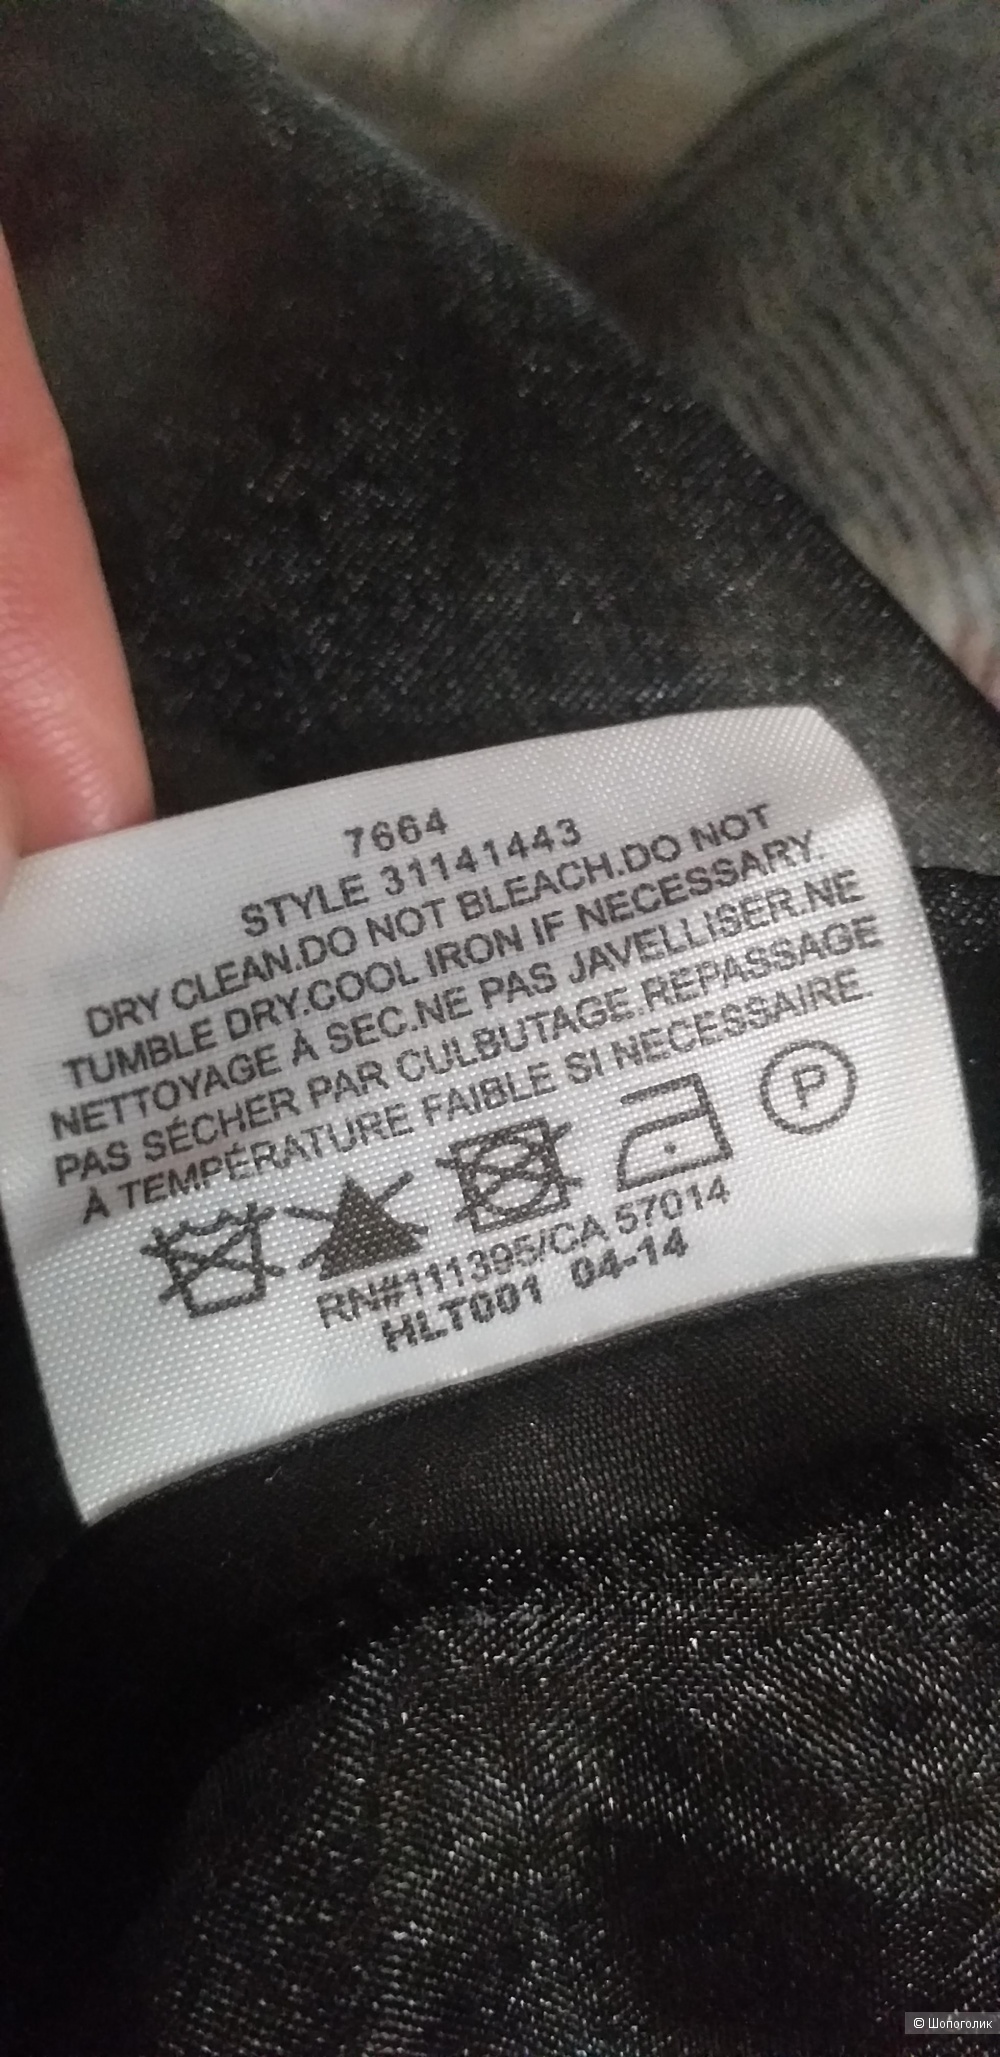 7664
STYLE 31141443
DRY CLEAN.DO NOT BLEACH.DO NOT
TUMBLE DRY.COOL IRON IF NECESSARY.
NETTOYAGE À SEC.NE PAS JAVELLISER.NE
PAS SÉCHER PAR CULBUTAGE.REPASSAGE
À TEMPÉRATURE FAIBLE SI NECESSAIRE.
P
RN#111395/CA 57014
HLT001 04-14
© Шопоголик